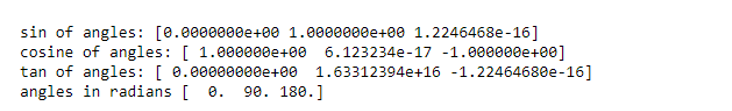 sin of angles: [0.0000000e+00 1.0000000e+00 1.2246468e-16]
cosine of angles: [ 1.000000e+00  6.123234e-17 -1.000000e+00]
tan of angles: [ 0.00000000e+00  1.63312394e+16 -1.22464680e-16]
angles in radians [  0.  90. 180.]